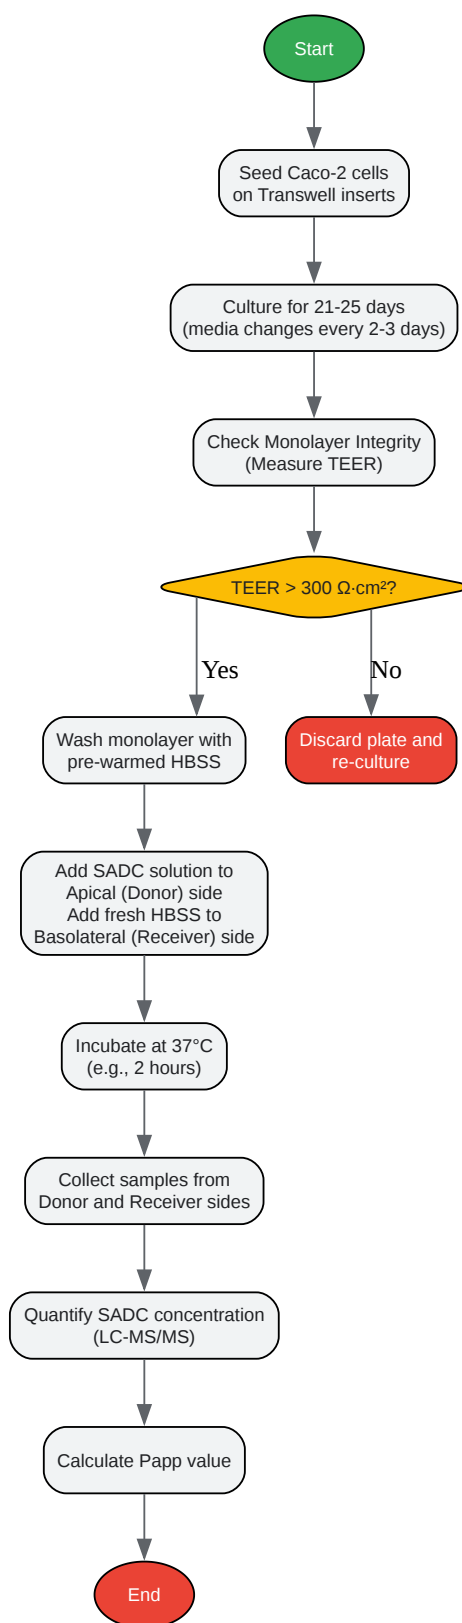 Start
Seed Caco-2 cells
on Transwell inserts
Culture for 21-25 days
(media changes every 2-3 days)
Check Monolayer Integrity
(Measure TEER)
TEER > 300 Ω·cm²?
Yes
No
Wash monolayer with
pre-warmed HBSS
Discard plate and
re-culture
Add SADC solution to
Apical (Donor) side
Add fresh HBSS to
Basolateral (Receiver) side
Incubate at 37°C
(e.g., 2 hours)
Collect samples from
Donor and Receiver sides
Quantify SADC concentration
(LC-MS/MS)
Calculate Papp value
End